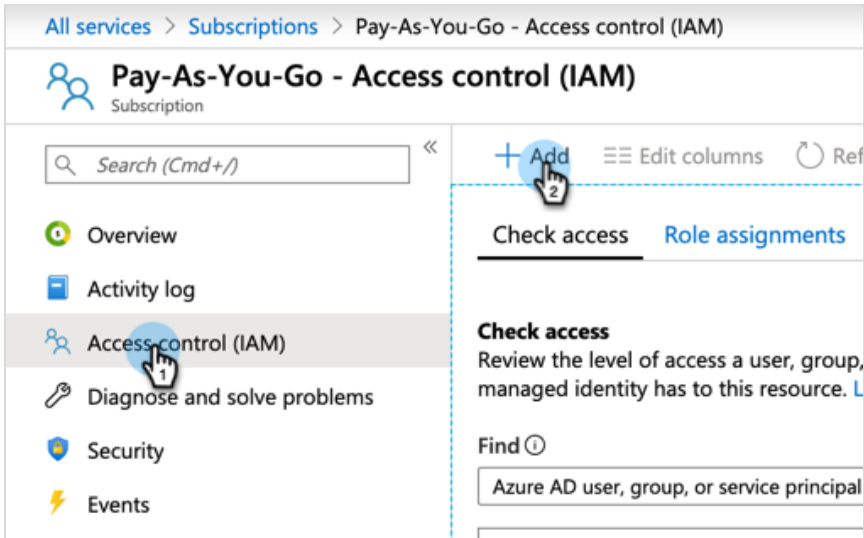 All services > Subscriptions > Pay-As-You-Go - Access control (IAM)
Pay-As-You-Go - Access control (IAM)
Subscription
Search (Cmd+/)
«
+ Add
Edit columns
Ref
Overview
Activity log
Access control (IAM)
Diagnose and solve problems
Security
Events
1
2
Check access
Role assignments
Check access
Review the level of access a user, group,
managed identity has to this resource. L
Find
Azure AD user, group, or service principal